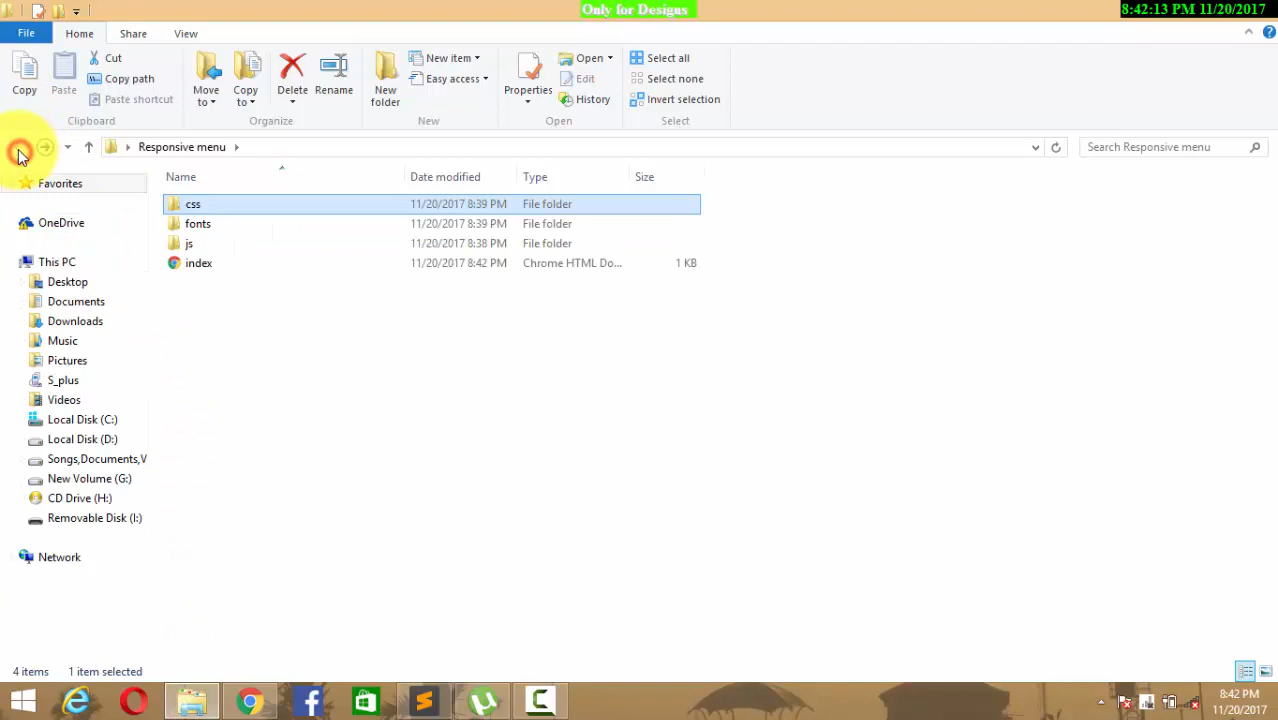 Only for Designs
8:42:13 PM 11/20/2017
File Home Share View
Copy
Paste
Cut
Copy path
Paste shortcut
Clipboard
Move to
Copy to
Delete
Rename
Organize
New folder
New item
Easy access
New
Properties
Open
Edit
History
Open
Select all
Select none
Invert selection
Select
Responsive menu
Search Responsive menu
Name Date modified Type Size
css 11/20/2017 8:39 PM File folder
fonts 11/20/2017 8:39 PM File folder
js 11/20/2017 8:38 PM File folder
index 11/20/2017 8:42 PM Chrome HTML Do... 1 KB
Favorites
OneDrive
This PC
Desktop
Documents
Downloads
Music
Pictures
S_plus
Videos
Local Disk (C:)
Local Disk (D:)
Songs,Documents,V
New Volume (G:)
CD Drive (H:)
Removable Disk (I:)
Network
4 items 1 item selected
8:42 PM
11/20/2017